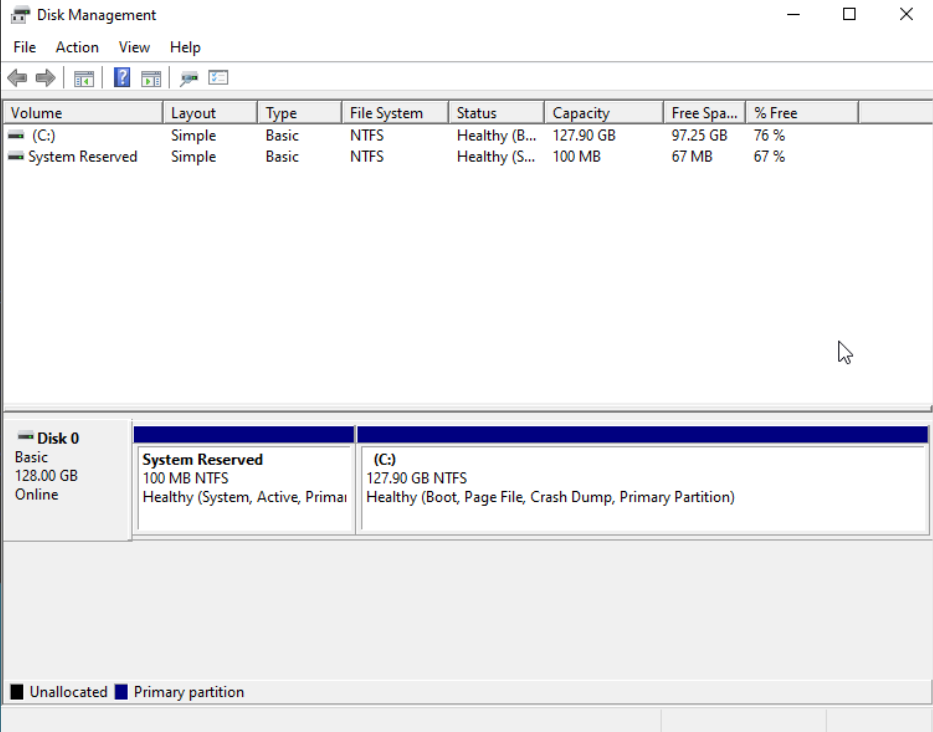 Disk Management
File Action View Help
Volume Layout Type File System Status Capacity Free Spa... % Free
(C:) Simple Basic NTFS Healthy (B... 127.90 GB 97.25 GB 76 %
System Reserved Simple Basic NTFS Healthy (S... 100 MB 67 MB 67 %
Disk 0
Basic
128.00 GB
Online
System Reserved
100 MB NTFS
Healthy (System, Active, Primar
(C:)
127.90 GB NTFS
Healthy (Boot, Page File, Crash Dump, Primary Partition)
Unallocated Primary partition